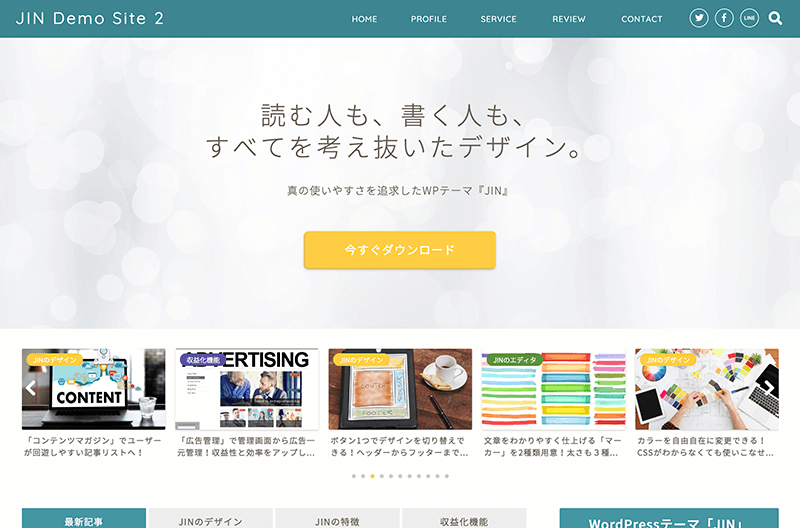 JIN Demo Site 2
HOME
PROFILE
SERVICE
REVIEW
CONTACT
LINE
読む人も、書く人も、
すべてを考え抜いたデザイン。
真の使いやすさを追求したWPテーマ『JIN』
今すぐダウンロード
JINのデザイン
CONTENT
「コンテンツマガジン」でユーザー
が回遊しやすい記事リストへ！
収益化機能
ADVERTISING
「広告管理」で管理画面から広告一
元管理！収益性と効率をアップし...
JINのデザイン
CONTENT
FOOTER
ボタン1つでデザインを切り替えで
きる！ヘッダーからフッターまで...
JINのエディタ
文章をわかりやすく仕上げる「マー
カー」を2種類用意！太さも３種...
JINのデザイン
カラーを自由自在に変更できる！
CSSがわからなくても使いこなせ...
最新記事
JINのデザイン
JINの特徴
収益化機能
WordPressテーマ「JIN」